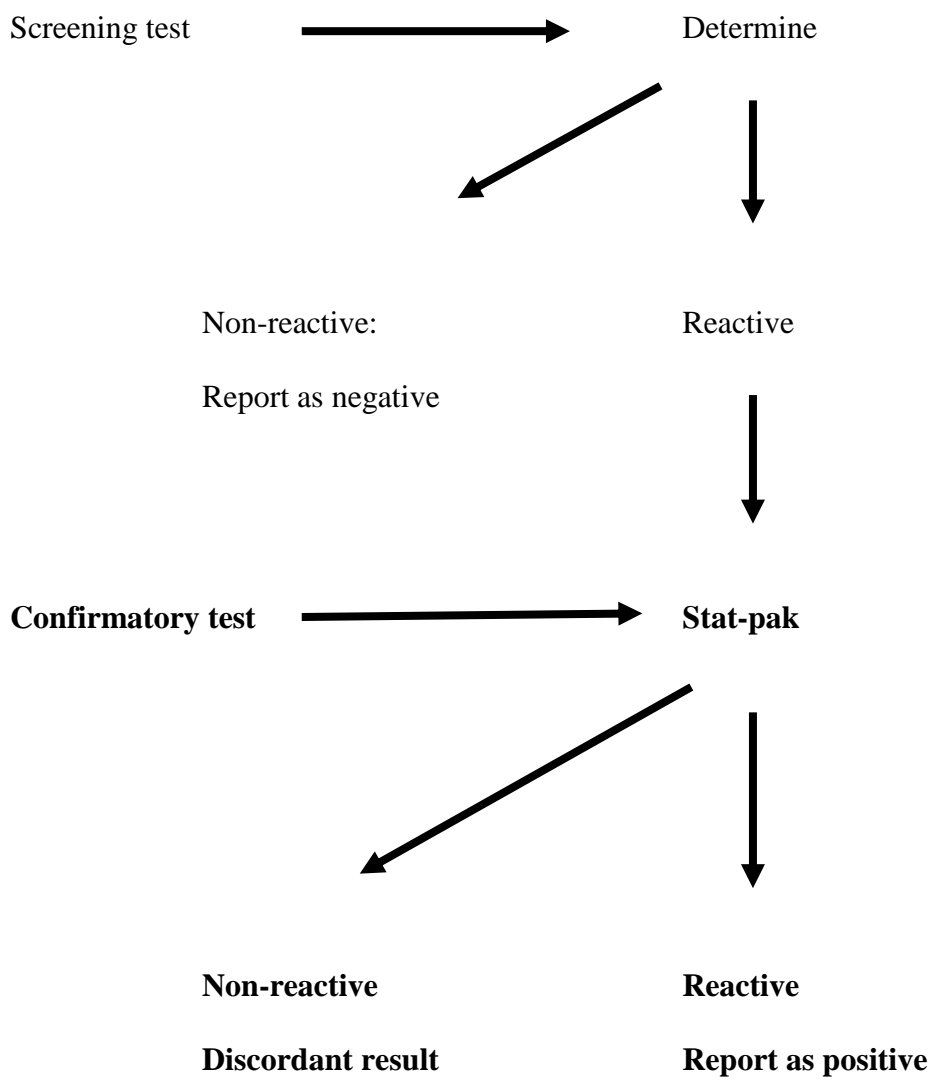 Screening test Determine
Non-reactive: Reactive
Report as negative
Confirmatory test Stat-pak
Non-reactive Reactive
Discordant result Report as positive